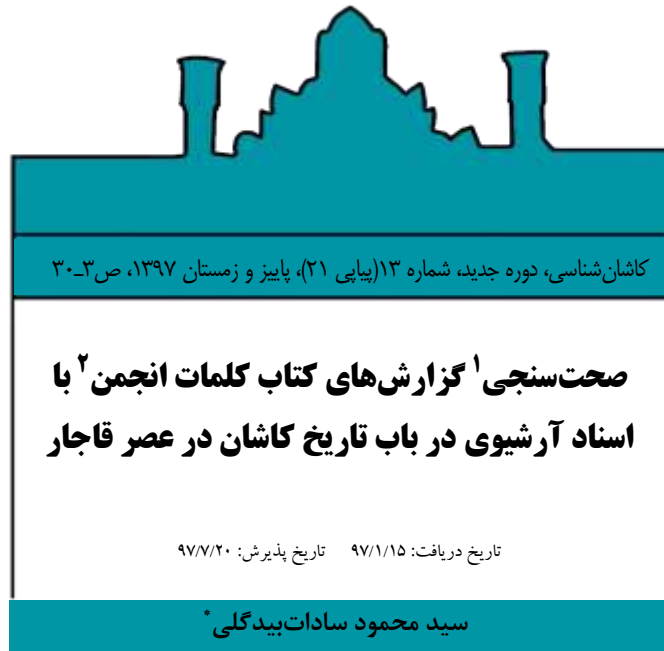 کاشان‌شناسی، دوره جدید، شماره ۱۳(پیاپی ۲۱)، پاییز و زمستان ۱۳۹۷، ص۳ـ۳۰
صحت‌سنجی۱ گزارش‌های کتاب کلمات انجمن۲ با
اسناد آرشیوی در باب تاریخ کاشان در عصر قاجار
تاریخ دریافت: ۹۷/۱/۱۵ تاریخ پذیرش: ۹۷/۷/۲۰
سید محمود سادات‌بیدگلی*